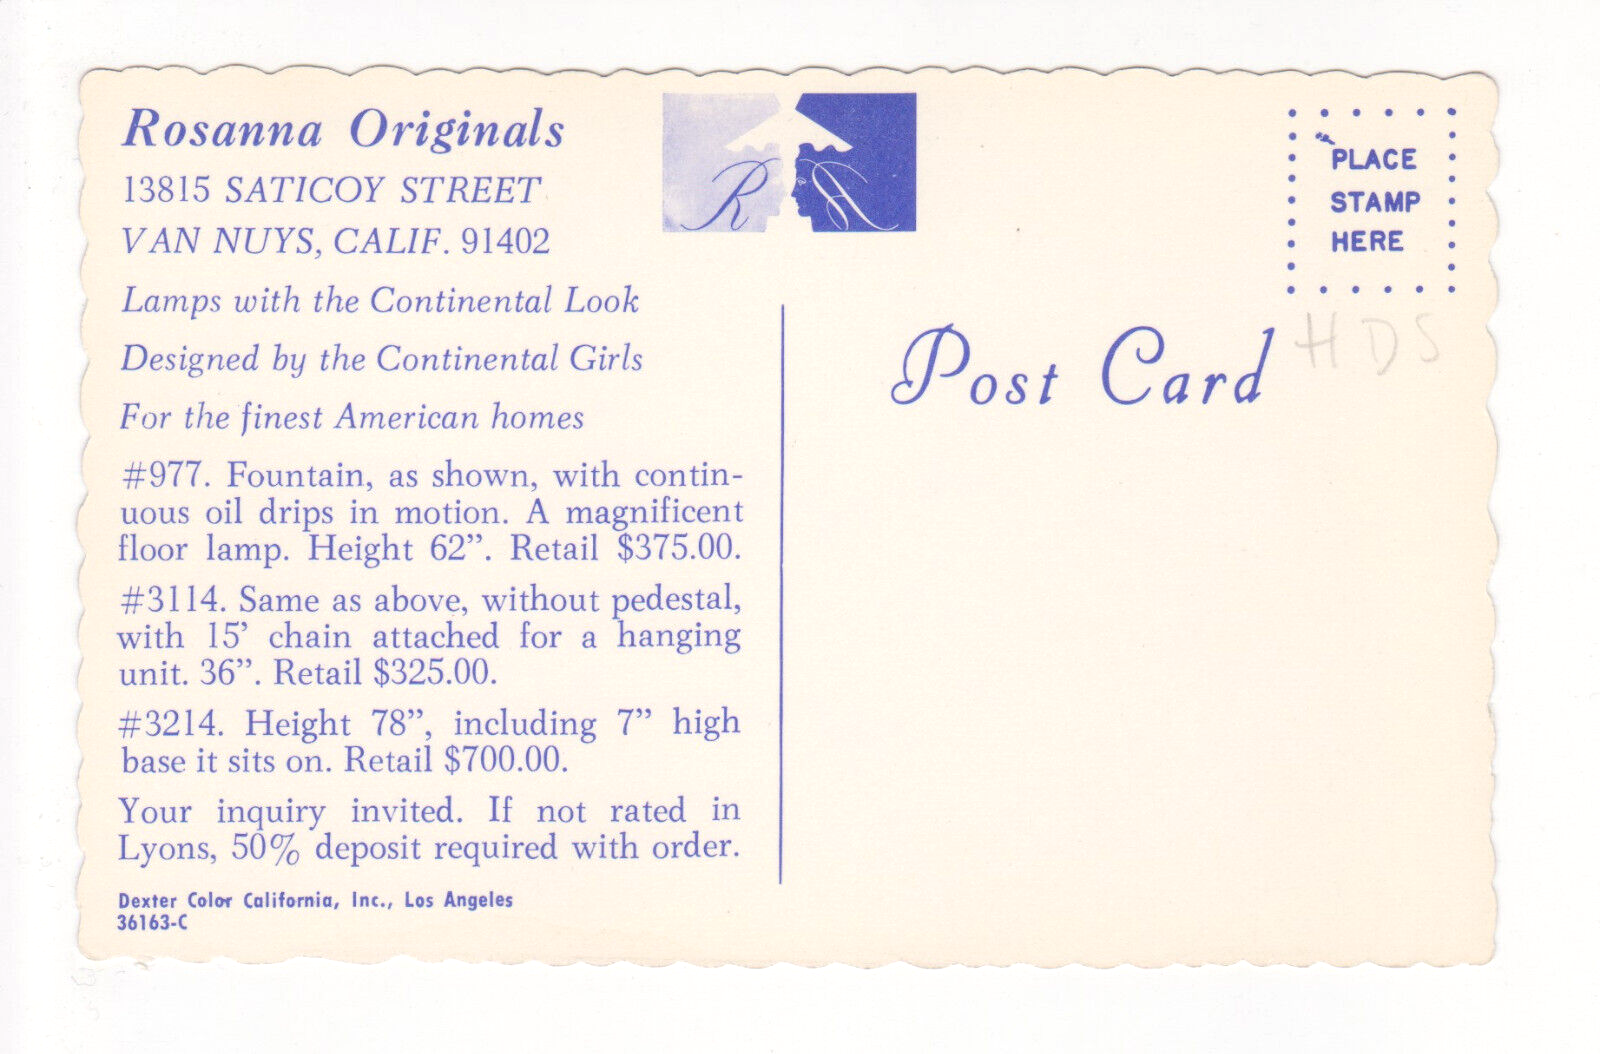 Rosanna Originals
13815 SATICOY STREET
VAN NUYS, CALIF. 91402
Lamps with the Continental Look
Designed by the Continental Girls
For the finest American homes
#977. Fountain, as shown, with contin-
uous oil drips in motion. A magnificent
floor lamp. Height 62”. Retail $375.00.
#3114. Same as above, without pedestal,
with 15’ chain attached for a hanging
unit. 36”. Retail $325.00.
#3214. Height 78”, including 7” high
base it sits on. Retail $700.00.
Your inquiry invited. If not rated in
Lyons, 50% deposit required with order.
Dexter Color California, Inc., Los Angeles
36163-C
R R
PLACE
STAMP
HERE
HDS
Post Card